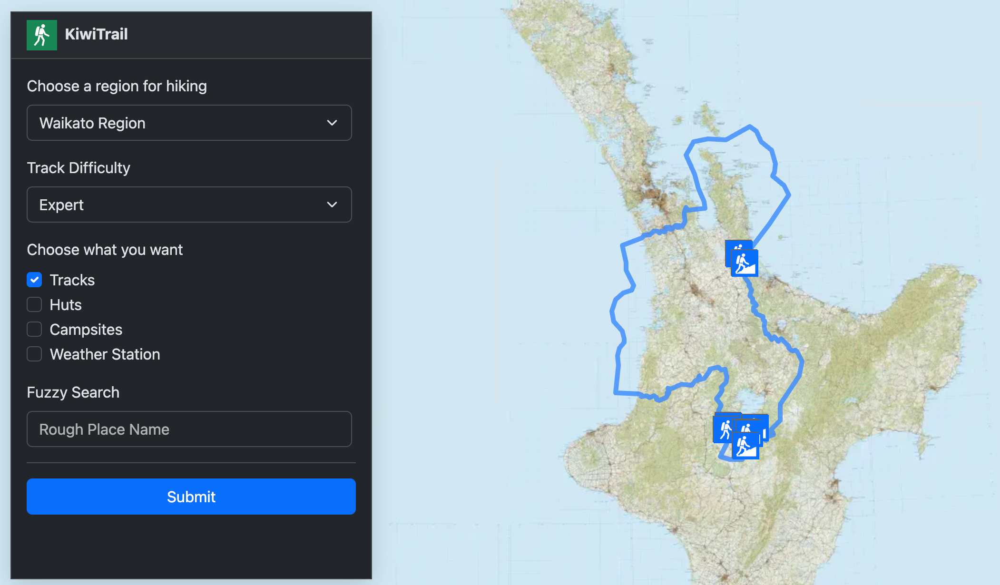 KiwiTrail
Choose a region for hiking
Waikato Region
Track Difficulty
Expert
Choose what you want
Tracks
Huts
Campsites
Weather Station
Fuzzy Search
Rough Place Name
Submit